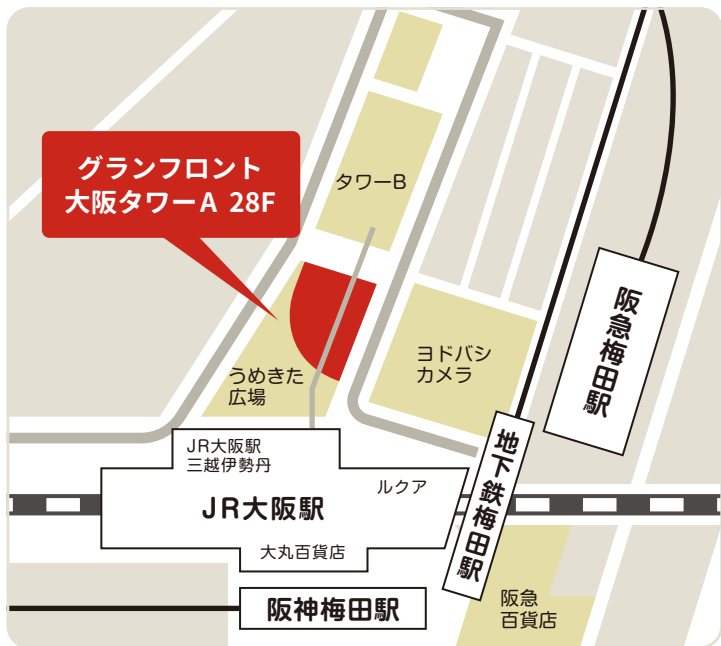 グランフロント
大阪タワーA 28F
タワーB
うめきた
広場
ヨドバシ
カメラ
阪急梅田駅
地下鉄梅田駅
JR大阪駅
三越伊勢丹
ルクア
JR大阪駅
大丸百貨店
阪神梅田駅
阪急
百貨店